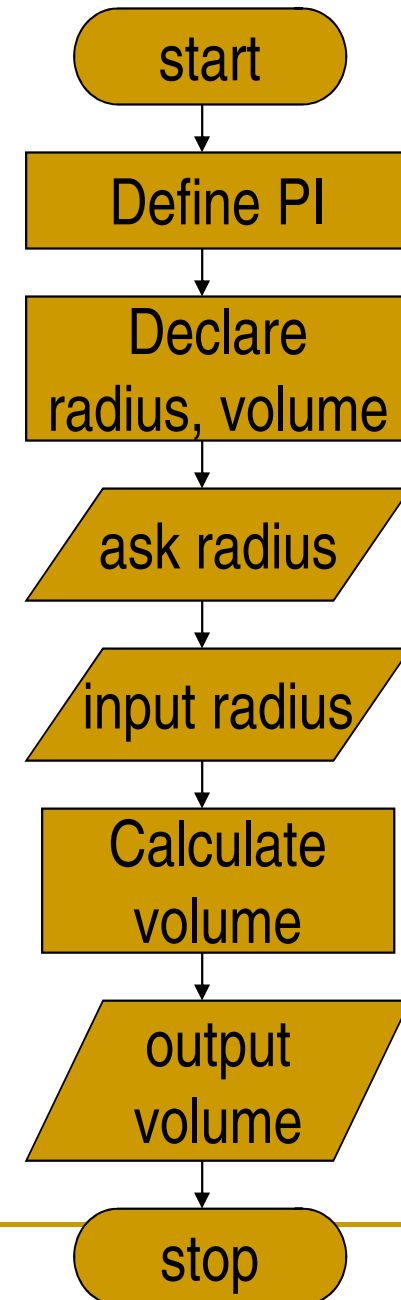 start
Define PI
Declare
radius, volume
ask radius
input radius
Calculate
volume
output
volume
stop